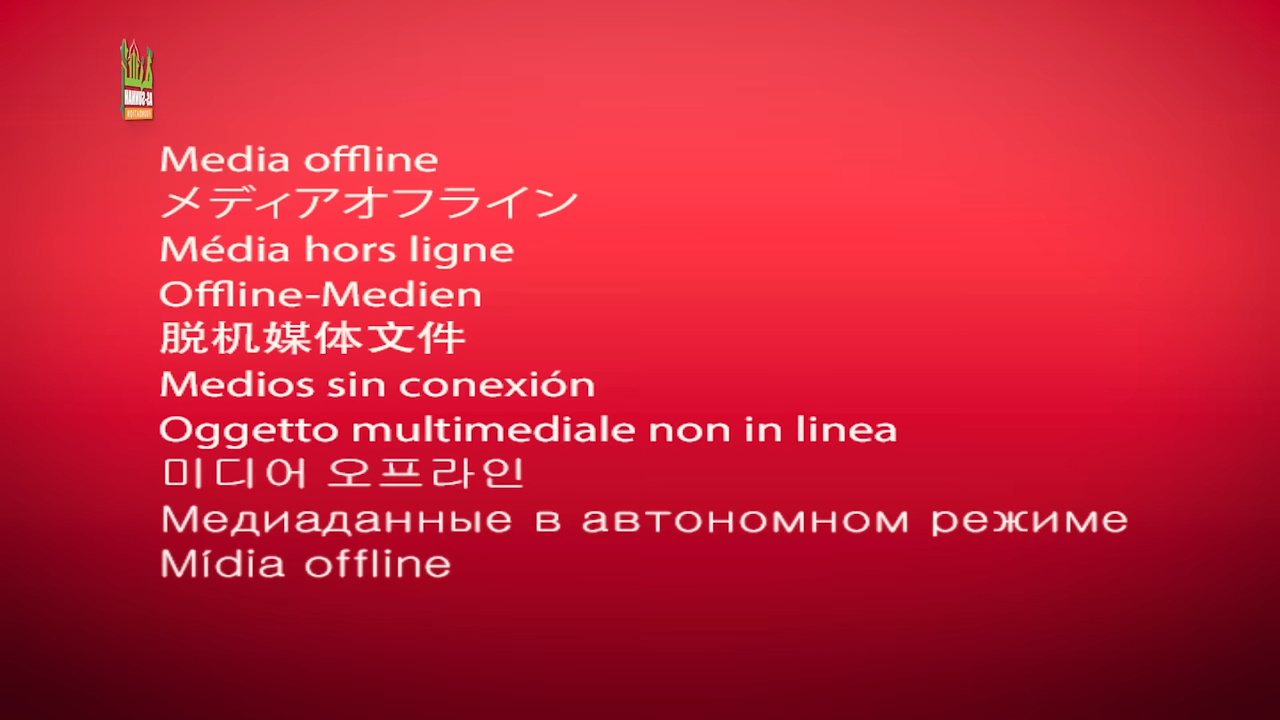 Media offline
メディアオフライン
Média hors ligne
Offline-Medien
脱机媒体文件
Medios sin conexión
Oggetto multimediale non in linea
미디어 오프라인
Медиаданные в автономном режиме
Mídia offline